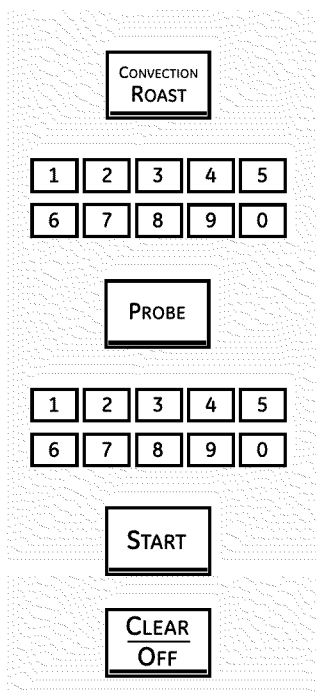 CONVECTION
ROAST
1 2 3 4 5
6 7 8 9 0
PROBE
1 2 3 4 5
6 7 8 9 0
START
CLEAR
OFF